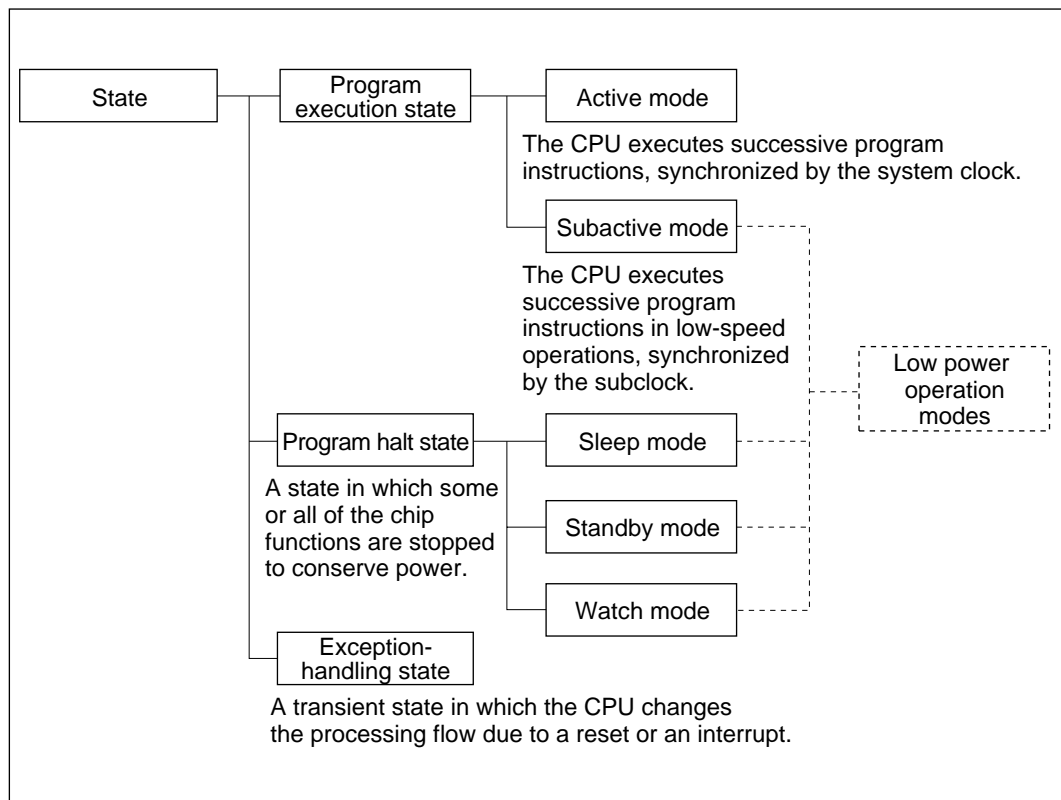 State
Program
execution state
Active mode
The CPU executes successive program
instructions, synchronized by the system clock.
Subactive mode
The CPU executes
successive program
instructions in low-speed
operations, synchronized
by the subclock.
Low power
operation
modes
Program halt state
A state in which some
or all of the chip
functions are stopped
to conserve power.
Sleep mode
Standby mode
Watch mode
Exception-
handling state
A transient state in which the CPU changes
the processing flow due to a reset or an interrupt.